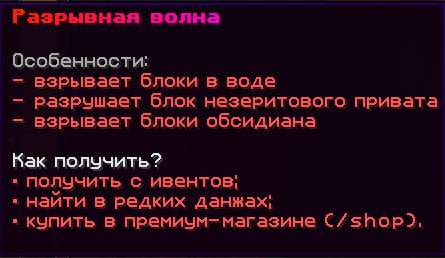 Разрывная волна
Особенности:
- взрывает блоки в воде
- разрушает блок незеритового привата
- взрывает блоки обсидиана
Как получить?
• получить с ивентов;
• найти в редких данжах;
• купить в премиум-магазине (/shop).